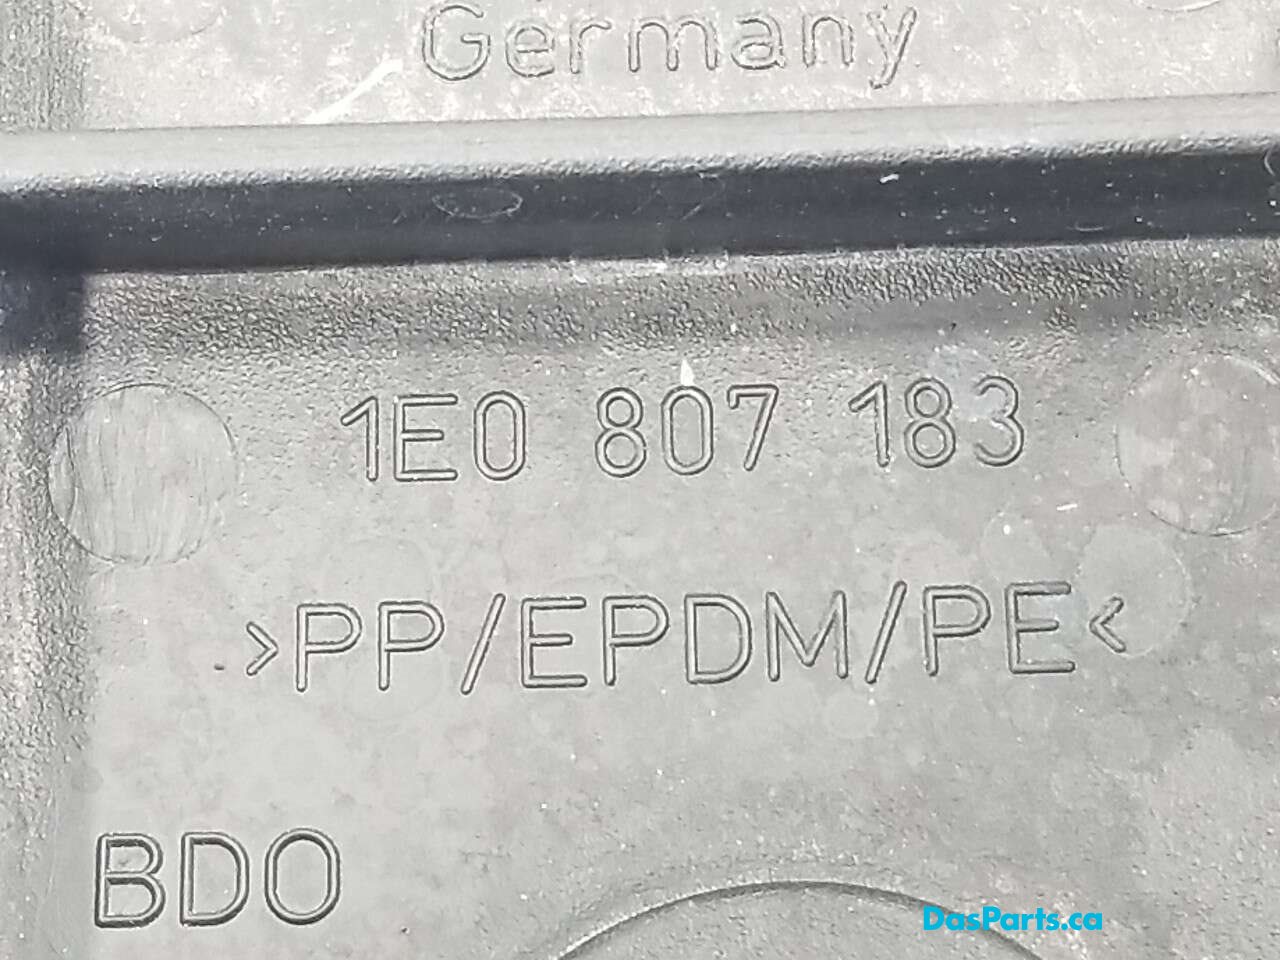 Germany
1E0 807 183
>PP/EPDM/PE<
BDO
DasParts.ca